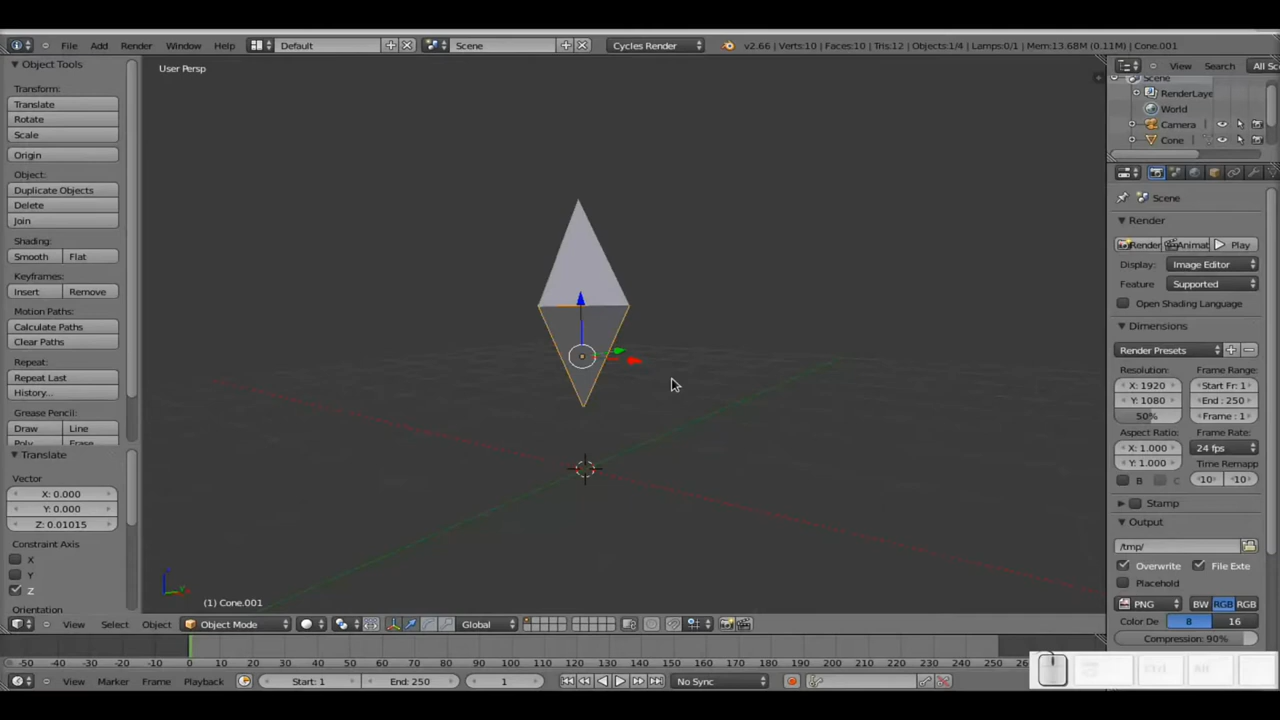 File Add Render Window Help Default Scene Cycles Render v2.66 | Verts:10 | Faces:10 | Tris:12 | Objects:1/4 | Lamps:0/1 | Mem:13.68M (0.11M) | Cone.001
Object Tools
Transform:
Translate
Rotate
Scale
Origin
Object:
Duplicate Objects
Delete
Join
Shading:
Smooth Flat
Keyframes:
Insert Remove
Motion Paths:
Calculate Paths
Clear Paths
Repeat:
Repeat Last
History...
Grease Pencil:
Draw Line
Poly Erase
Translate
Vector
X: 0.000
Y: 0.000
Z: 0.01015
Constraint Axis
X
Y
Z
Orientation
User Persp
(1) Cone.001
View Select Object Object Mode Global
-50 -40 -30 -20 -10 0 10 20 30 40 50 60 70 80 90 100 110 120 130 140 150 160 170 180 190 200 210 220 230 240 250 260
View Marker Frame Playback Start: 1 End: 250 1 No Sync
View Search All Sc
Scene
RenderLaye
World
Camera
Cone
Scene
Render
Render Animat Play
Display: Image Editor
Feature Supported
Open Shading Language
Dimensions
Render Presets
Resolution: Frame Range:
X: 1920 Start Fr: 1
Y: 1080 End : 250
50% Frame : 1
Aspect Ratio: Frame Rate:
X: 1.000 24 fps
Y: 1.000 Time Remapp
B C 10 10
Stamp
Output
/tmp/
Overwrite File Exte
Placehold
PNG BW RGB RGB
Color De 8 16
Compression: 90%
Ctrl Alt